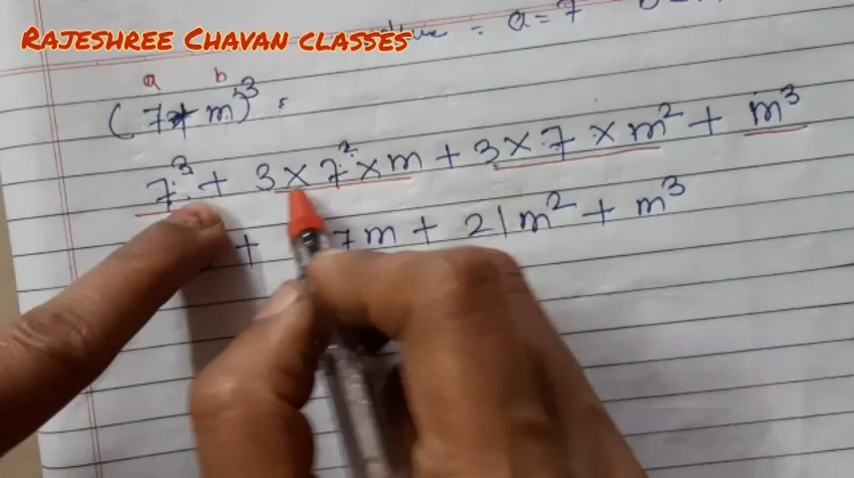 RAJESHREE CHAVAN CLASSES
= a = 7
a b
(7+m)³ :
7³ + 3 × 7² × m + 3 × 7 × m² + m³
+ 7m + 21m² + m³